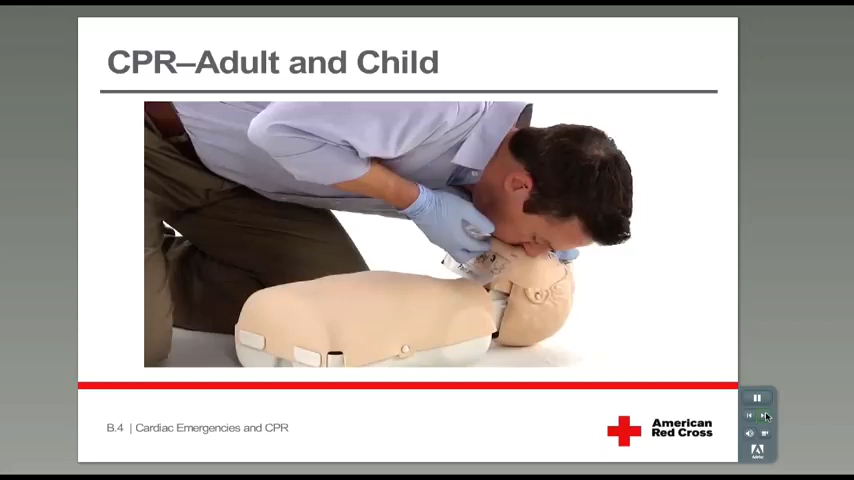 CPR–Adult and Child
B.4 | Cardiac Emergencies and CPR
American
Red Cross